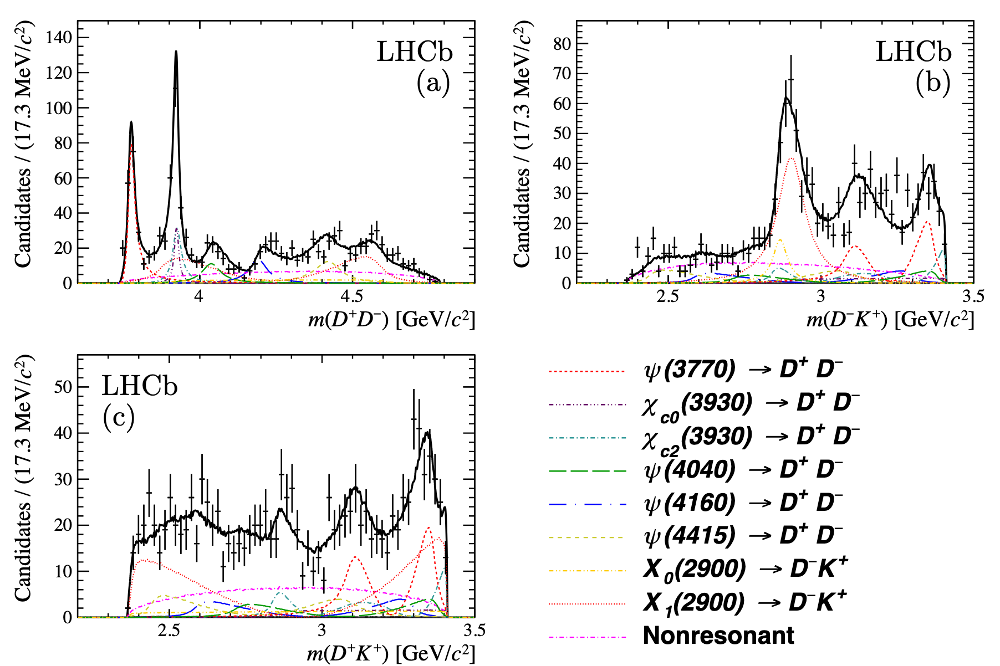 Candidates / (17.3 MeV/c²)
140
120
100
80
60
40
20
0
LHCb
(a)
4
4.5
m(D⁺D⁻) [GeV/c²]
Candidates / (17.3 MeV/c²)
80
70
60
50
40
30
20
10
0
LHCb
(b)
2.5
3
3.5
m(D⁻K⁺) [GeV/c²]
Candidates / (17.3 MeV/c²)
50
40
30
20
10
0
LHCb
(c)
2.5
3
3.5
m(D⁺K⁺) [GeV/c²]
ψ(3770) → D⁺ D⁻
χ_c0(3930) → D⁺ D⁻
χ_c2(3930) → D⁺ D⁻
ψ(4040) → D⁺ D⁻
ψ(4160) → D⁺ D⁻
ψ(4415) → D⁺ D⁻
X₀(2900) → D⁻K⁺
X₁(2900) → D⁻K⁺
Nonresonant